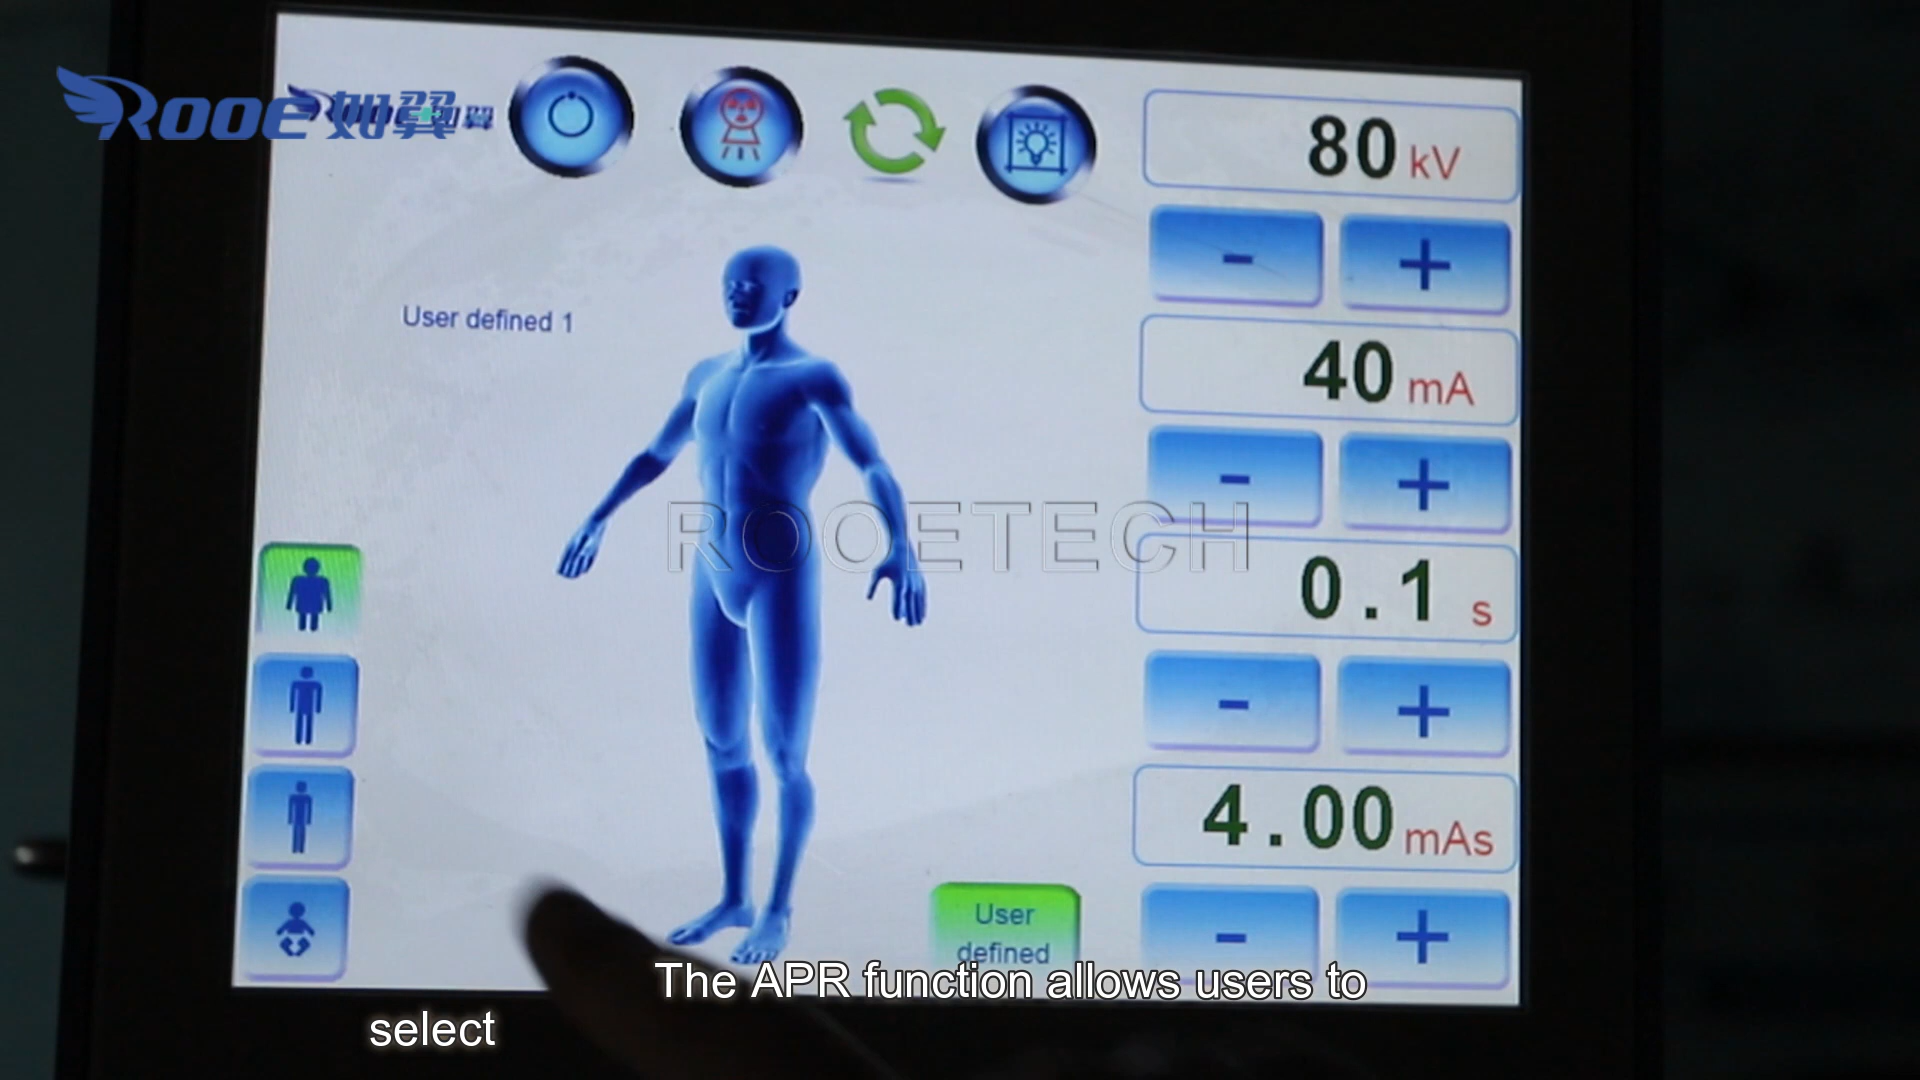 ROOE 如翼
80 kV
- +
User defined 1
40 mA
- +
ROOETECH
0.1 s
- +
4.00 mAs
User
defined
- +
The APR function allows users to
select